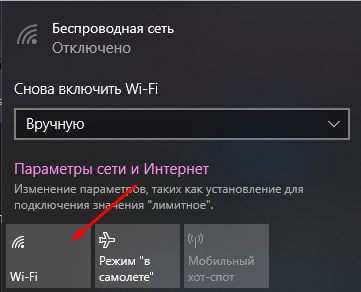 Беспроводная сеть
Отключено
Снова включить Wi-Fi
Вручную
Параметры сети и Интернет
Изменение параметров, таких как установление для
подключения значения "лимитное".
Wi-Fi
Режим "в
самолете"
Мобильный
хот-спот